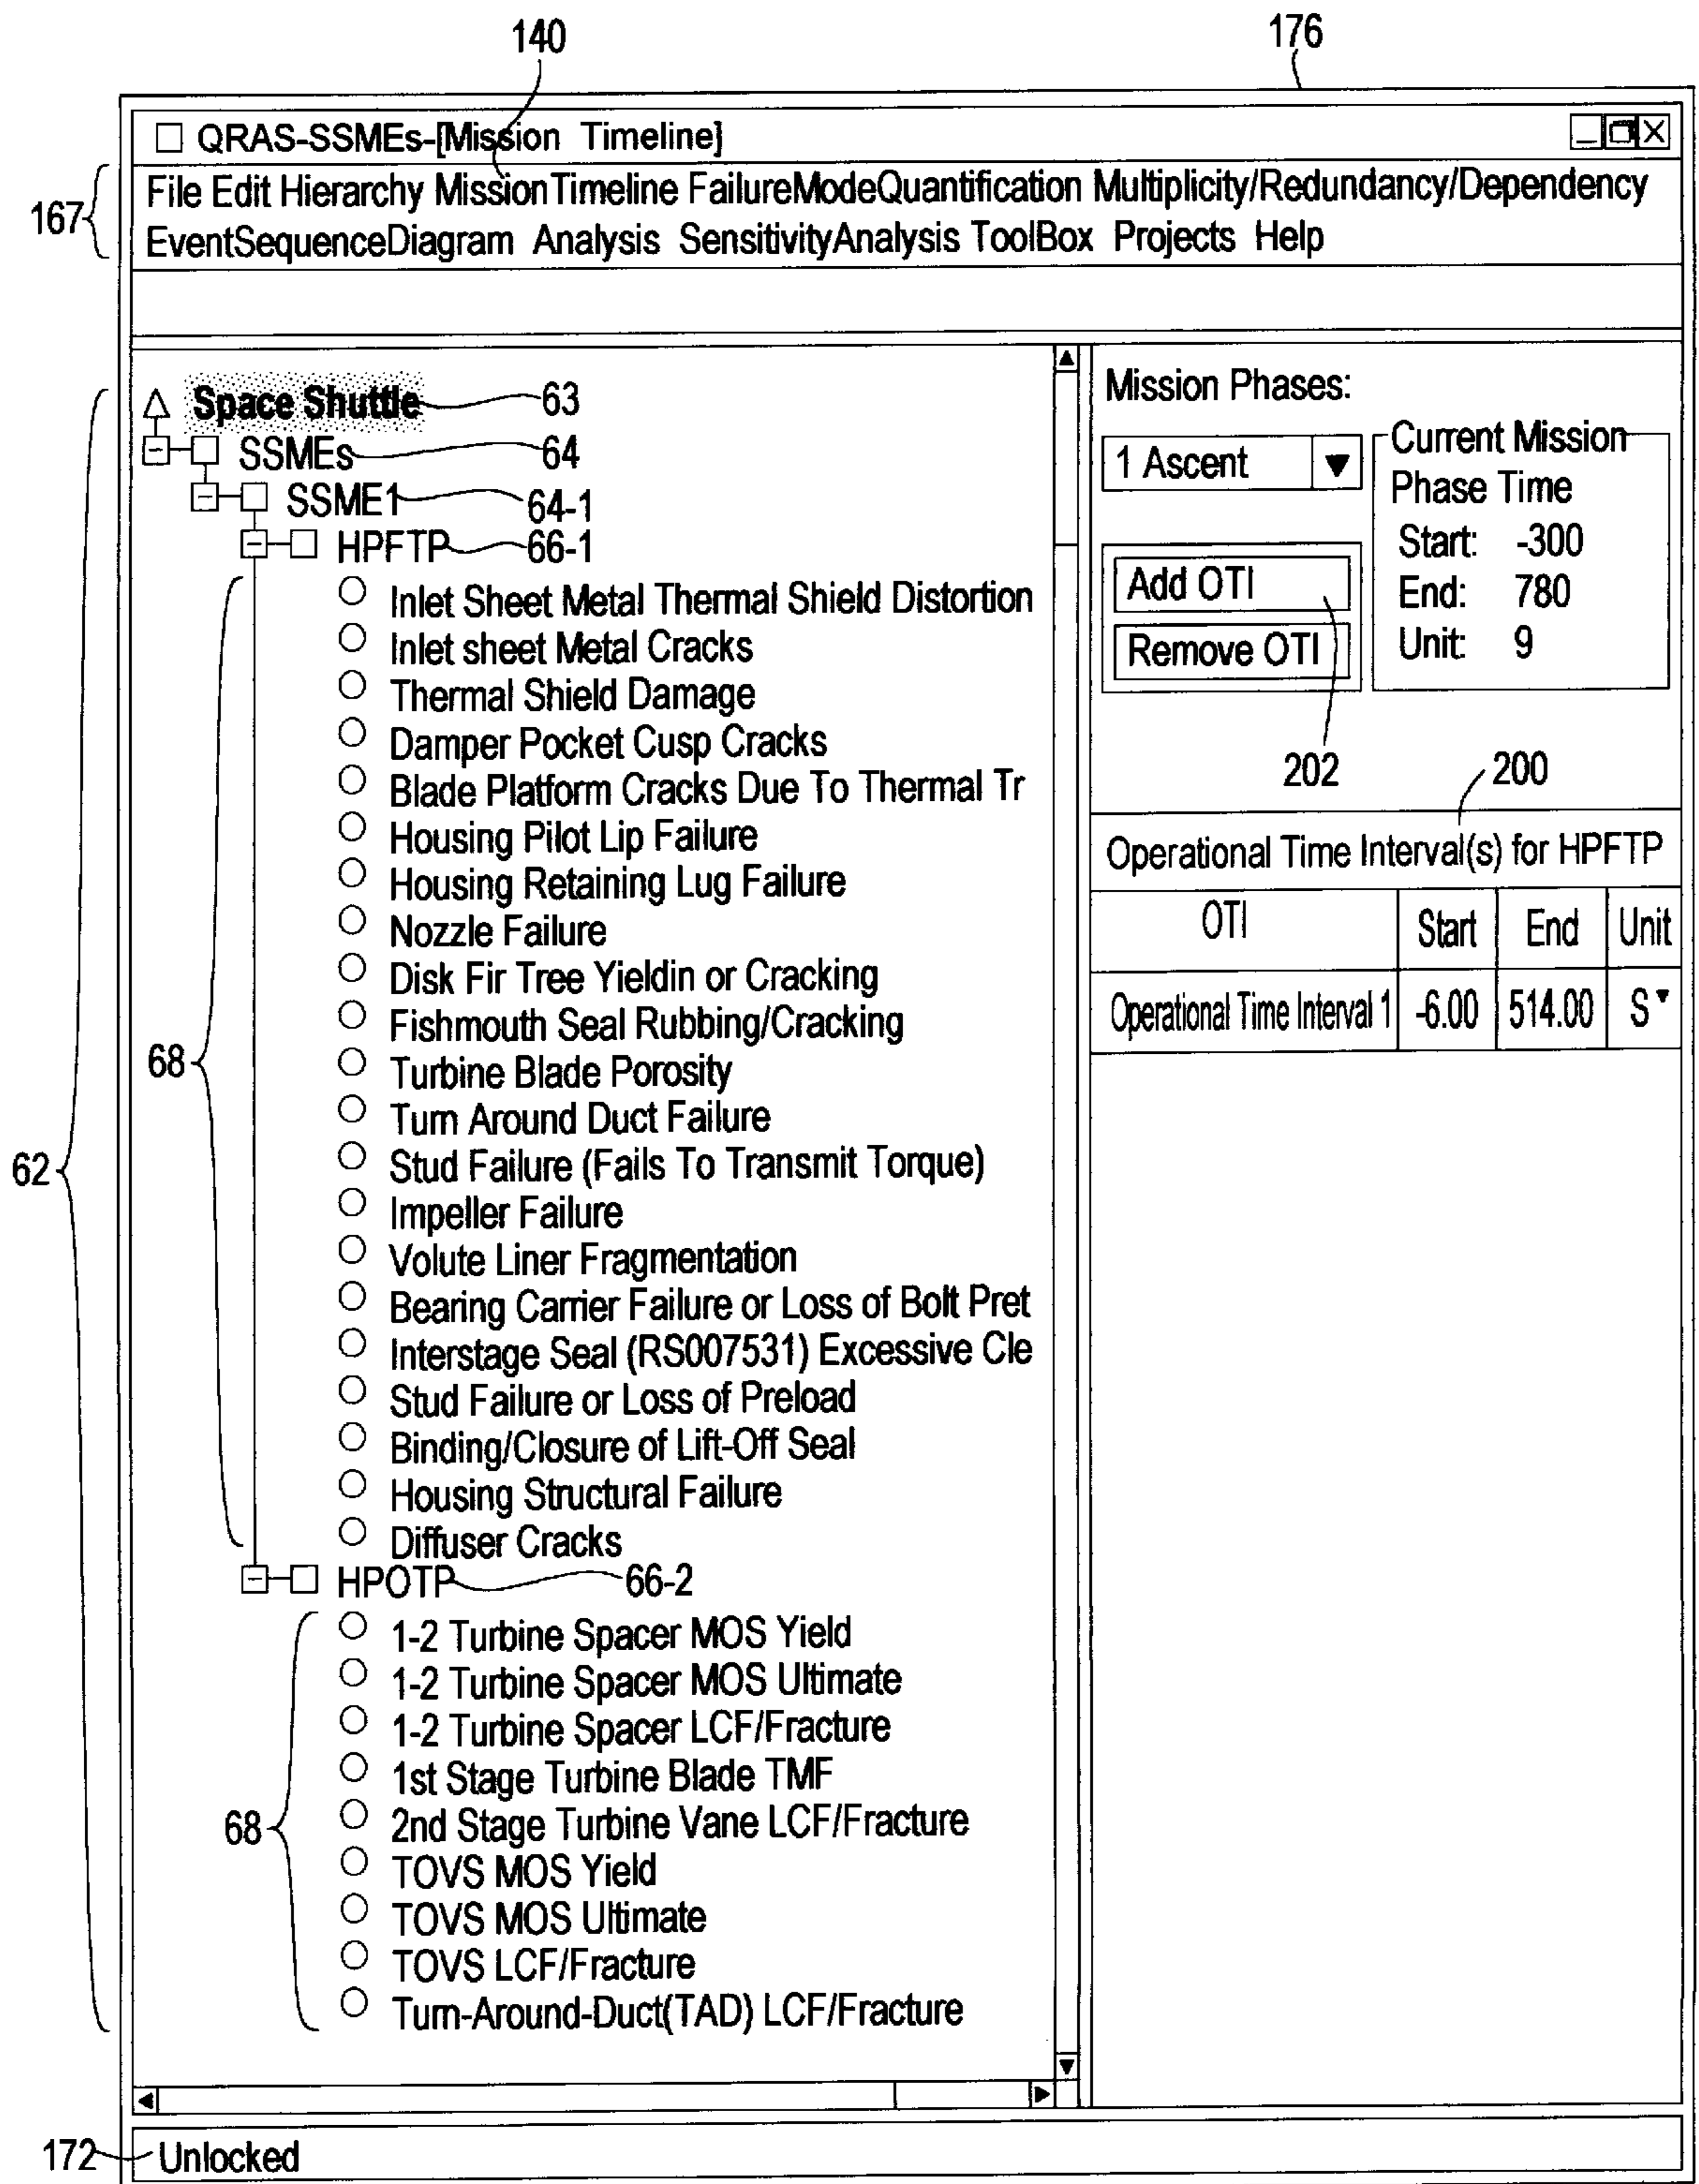 140
176
QRAS-SSMEs-[Mission Timeline]
167
File Edit Hierarchy MissionTimeline FailureModeQuantification Multiplicity/Redundancy/Dependency
EventSequenceDiagram Analysis SensitivityAnalysis ToolBox Projects Help
62
Space Shuttle 63
SSMEs 64
SSME1 64-1
HPFTP 66-1
68
Inlet Sheet Metal Thermal Shield Distortion
Inlet sheet Metal Cracks
Thermal Shield Damage
Damper Pocket Cusp Cracks
Blade Platform Cracks Due To Thermal Tr
Housing Pilot Lip Failure
Housing Retaining Lug Failure
Nozzle Failure
Disk Fir Tree Yieldin or Cracking
Fishmouth Seal Rubbing/Cracking
Turbine Blade Porosity
Turn Around Duct Failure
Stud Failure (Fails To Transmit Torque)
Impeller Failure
Volute Liner Fragmentation
Bearing Carrier Failure or Loss of Bolt Pret
Interstage Seal (RS007531) Excessive Cle
Stud Failure or Loss of Preload
Binding/Closure of Lift-Off Seal
Housing Structural Failure
Diffuser Cracks
HPOTP 66-2
68
1-2 Turbine Spacer MOS Yield
1-2 Turbine Spacer MOS Ultimate
1-2 Turbine Spacer LCF/Fracture
1st Stage Turbine Blade TMF
2nd Stage Turbine Vane LCF/Fracture
TOVS MOS Yield
TOVS MOS Ultimate
TOVS LCF/Fracture
Turn-Around-Duct(TAD) LCF/Fracture
Mission Phases:
1 Ascent
Add OTI
Remove OTI
Current Mission
Phase Time
Start: -300
End: 780
Unit: 9
202
200
Operational Time Interval(s) for HPFTP
OTI Start End Unit
Operational Time Interval 1 -6.00 514.00 S
172
Unlocked